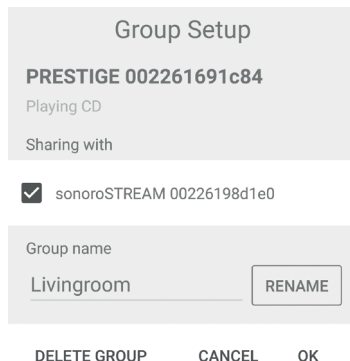 Group Setup
PRESTIGE 002261691c84
Playing CD
Sharing with
sonoroSTREAM 00226198d1e0
Group name
Livingroom
RENAME
DELETE GROUP CANCEL OK